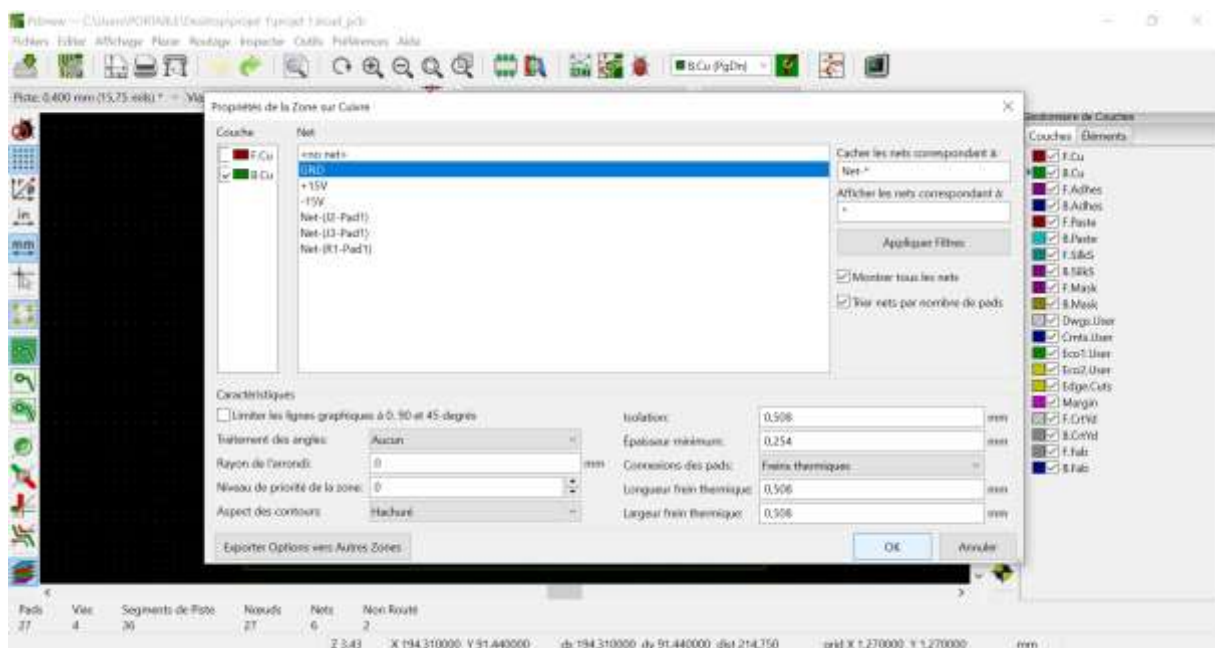 Pcbnew — C:\Users\PORTABLE\Desktop\projet 1\projet 1.kicad_pcb
Fichiers Editer Affichage Placer Routage Inspecter Outils Préférences Aide
B.Cu (PgDn)
Piste: 0,400 mm (15,75 mils) *
Propriétés de la Zone sur Cuivre
Couche
Net
F.Cu
B.Cu
<no net>
GND
+15V
-15V
Net-(J2-Pad1)
Net-(J3-Pad1)
Net-(R1-Pad1)
Cacher les nets correspondant à:
Net-*
Afficher les nets correspondant à:
*
Appliquer Filtres
Montrer tous les nets
Trier nets par nombre de pads
Caractéristiques
Limiter les lignes graphiques à 0, 90 et 45 degrés
Traitement des angles: Aucun
Rayon de l'arrondi: 0 mm
Niveau de priorité de la zone: 0
Aspect des contours: Hachuré
Isolation: 0,508 mm
Épaisseur minimum: 0,254 mm
Connexions des pads: Freins thermiques
Longueur frein thermique: 0,508 mm
Largeur frein thermique: 0,508 mm
Exporter Options vers Autres Zones
OK
Annuler
Gestionnaire de Couches
Couches Éléments
F.Cu
B.Cu
F.Adhes
B.Adhes
F.Paste
B.Paste
F.SilkS
B.SilkS
F.Mask
B.Mask
Dwgs.User
Cmts.User
Eco1.User
Eco2.User
Edge.Cuts
Margin
F.CrtYd
B.CrtYd
F.Fab
B.Fab
in
mm
Pads Vias Segments de Piste Nœuds Nets Non Routé
27 4 36 27 6 2
Z 3.43 X 194.310000 Y 91.440000 dx 194.310000 dy 91.440000 dist 214.750 grid X 1.270000 Y 1.270000 mm